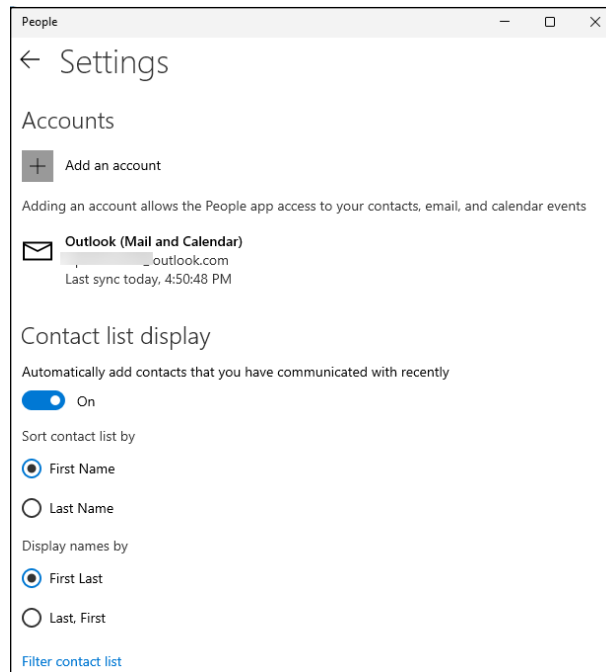 People
Settings
Accounts
Add an account
Adding an account allows the People app access to your contacts, email, and calendar events
Outlook (Mail and Calendar)
outlook.com
Last sync today, 4:50:48 PM
Contact list display
Automatically add contacts that you have communicated with recently
On
Sort contact list by
First Name
Last Name
Display names by
First Last
Last, First
Filter contact list